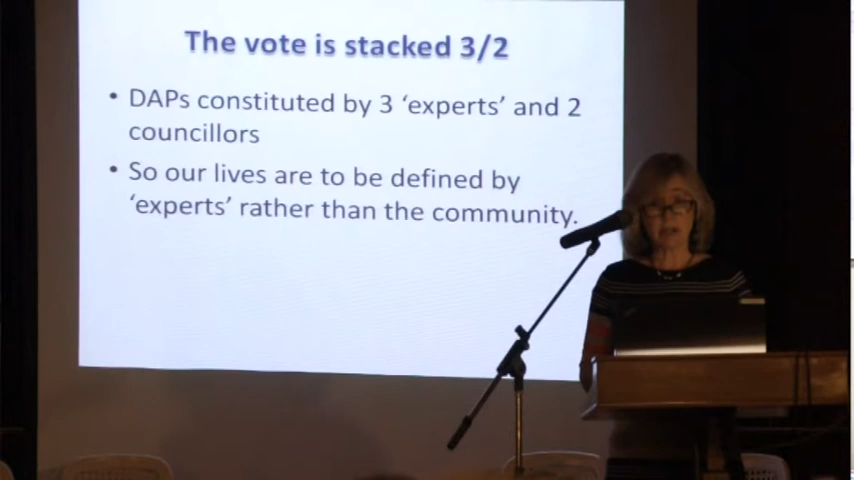 The vote is stacked 3/2
• DAPs constituted by 3 ‘experts’ and 2
councillors
• So our lives are to be defined by
‘experts’ rather than the community.